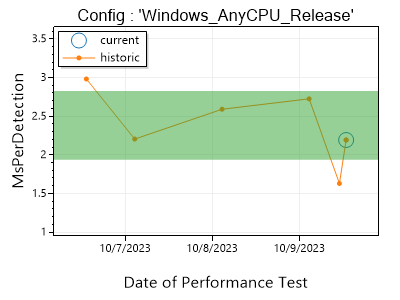 Config : 'Windows_AnyCPU_Release'
current
historic
MsPerDetection
3.5
3
2.5
2
1.5
1
10/7/2023
10/8/2023
10/9/2023
Date of Performance Test